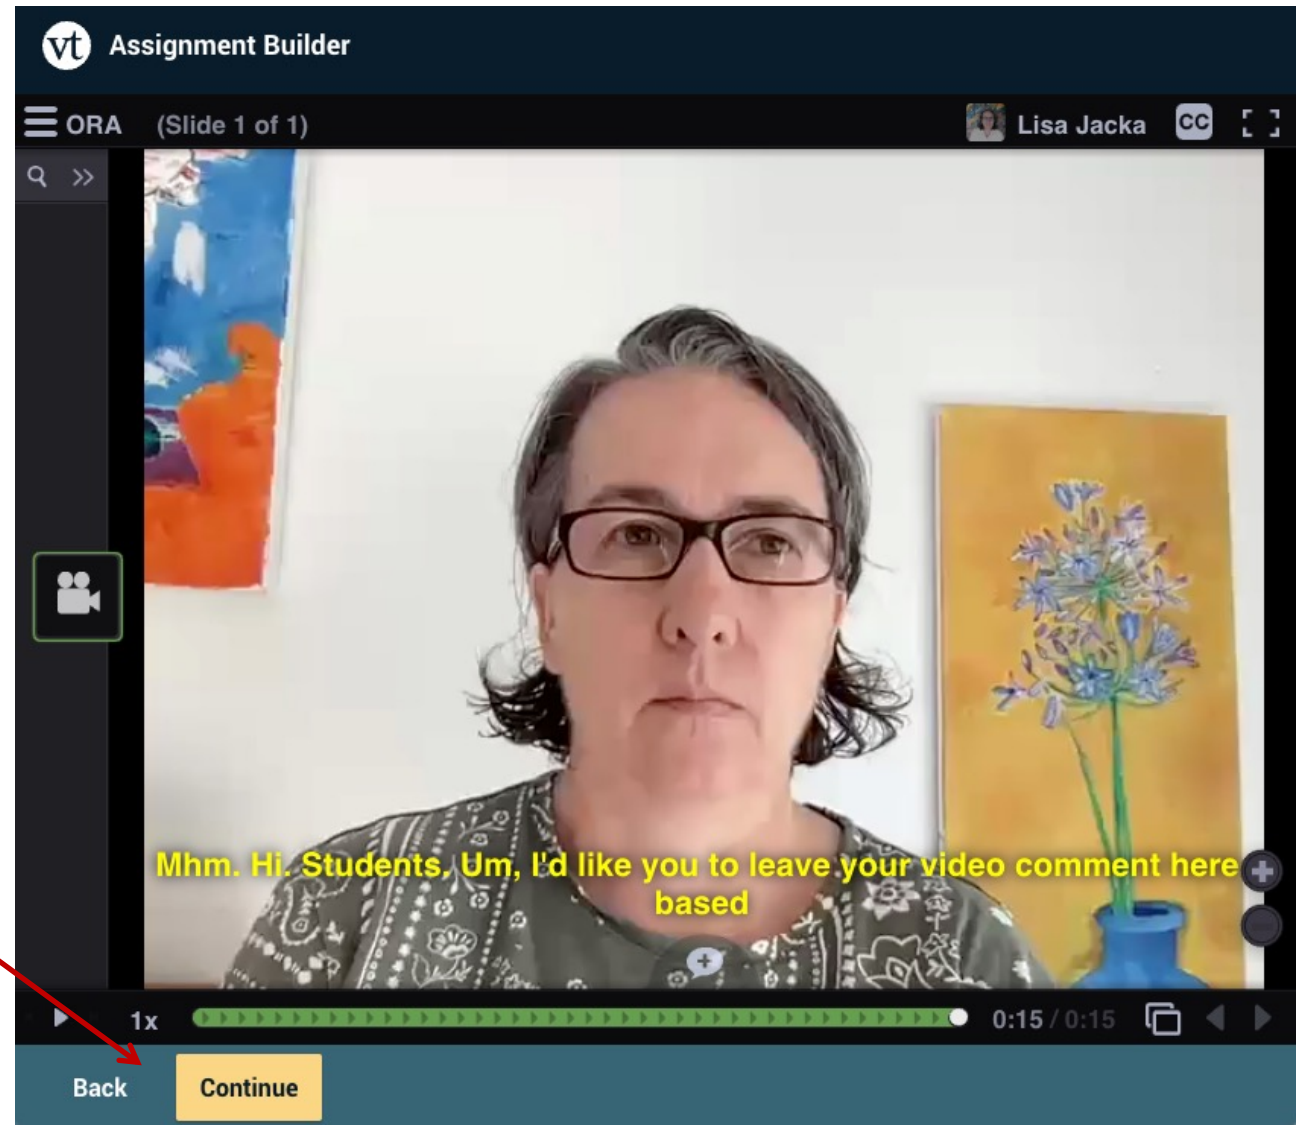 vt Assignment Builder
ORA (Slide 1 of 1) Lisa Jacka CC
Mhm. Hi. Students. Um, I'd like you to leave your video comment here
based
1x 0:15 / 0:15
Back Continue